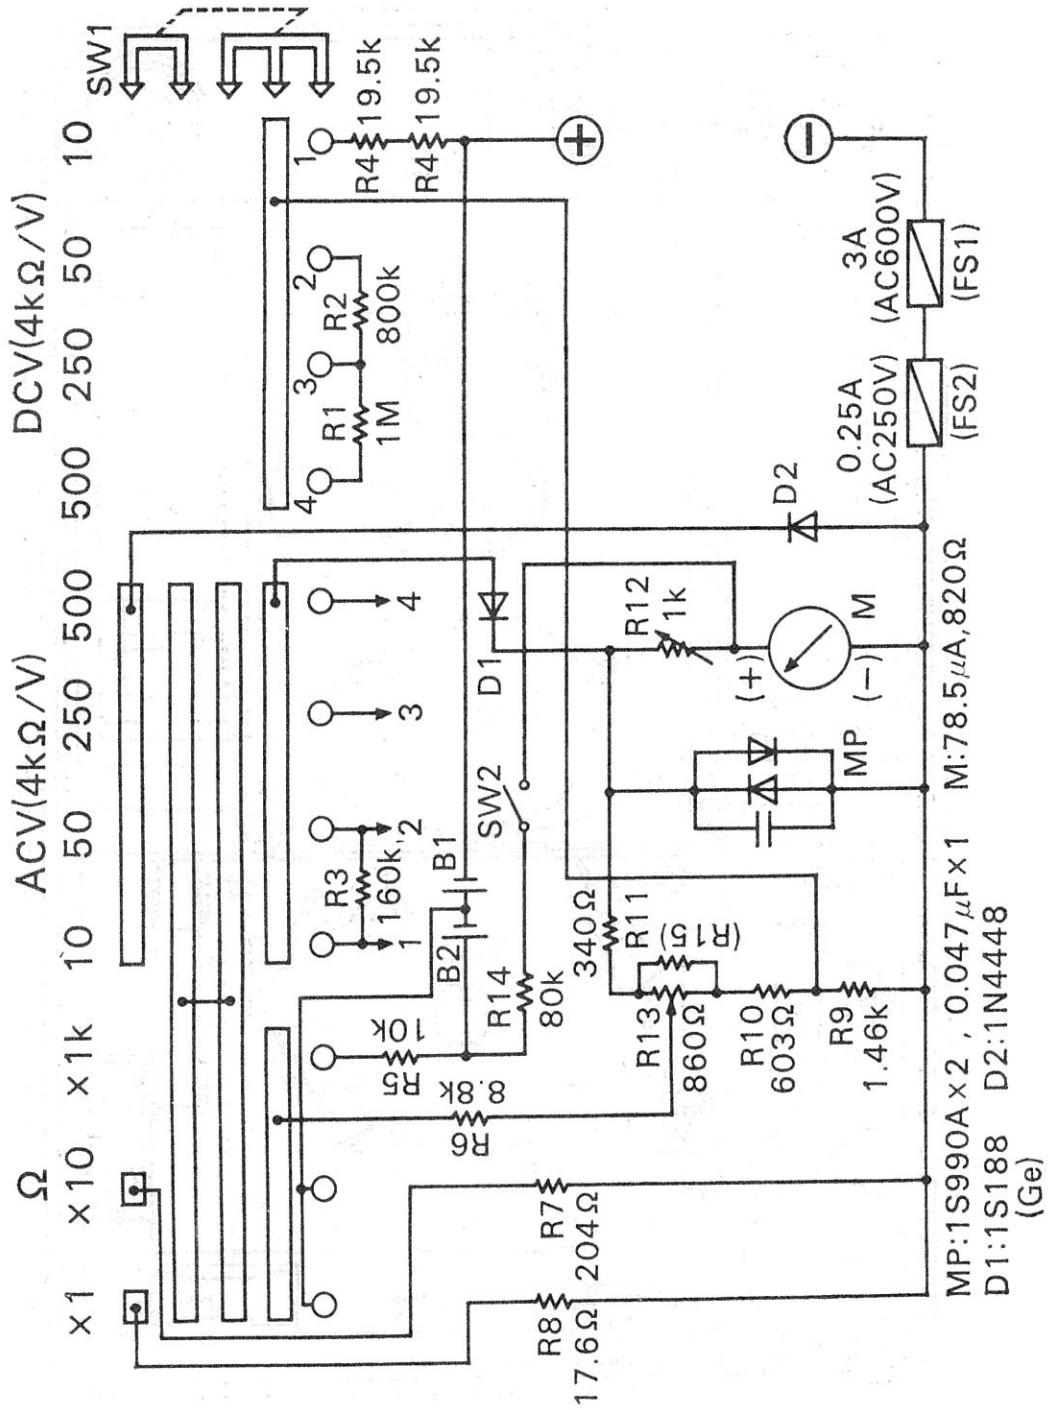 Ω ACV(4kΩ/V) DCV(4kΩ/V)
x1 x10 x1k 10 50 250 500 500 250 50 10
SW1
4 3 2 1
R1 1M
R2 800k
R4 19.5k
R4 19.5k
R3 160k
1 2 3 4
R5 10k
R6 8.8k
B2 B1
SW2
R14 80k
D1
R12 1k
D2
(+) M
(−)
MP
340Ω R11
(R15)
R13 860Ω
R10 603Ω
R9 1.46k
R7 204Ω
R8 17.6Ω
+
−
0.25A
(AC250V)
(FS2)
3A
(AC600V)
(FS1)
MP:1S990A×2, 0.047μF×1 M:78.5μA,820Ω
D1:1S188 D2:1N4448
(Ge)